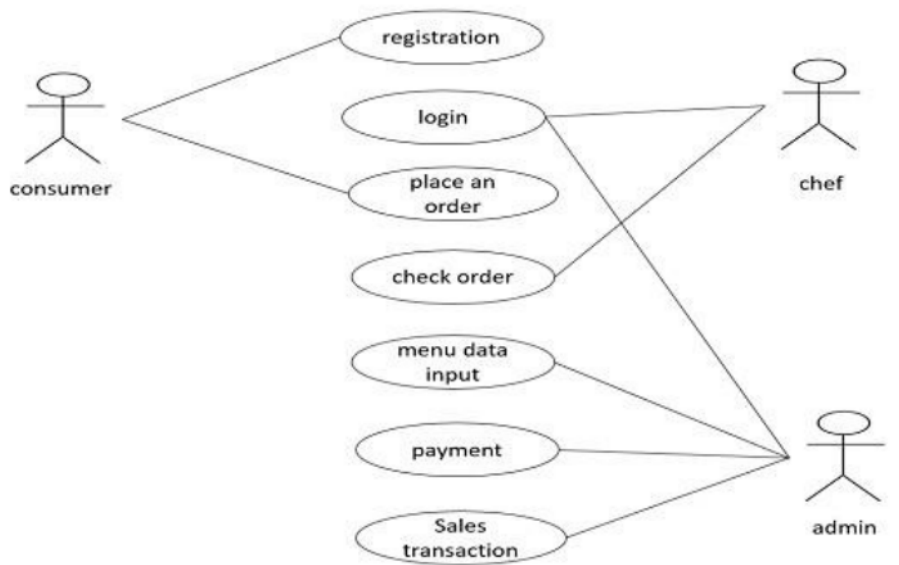 registration
login
consumer
place an
order
chef
check order
menu data
input
payment
Sales
transaction
admin